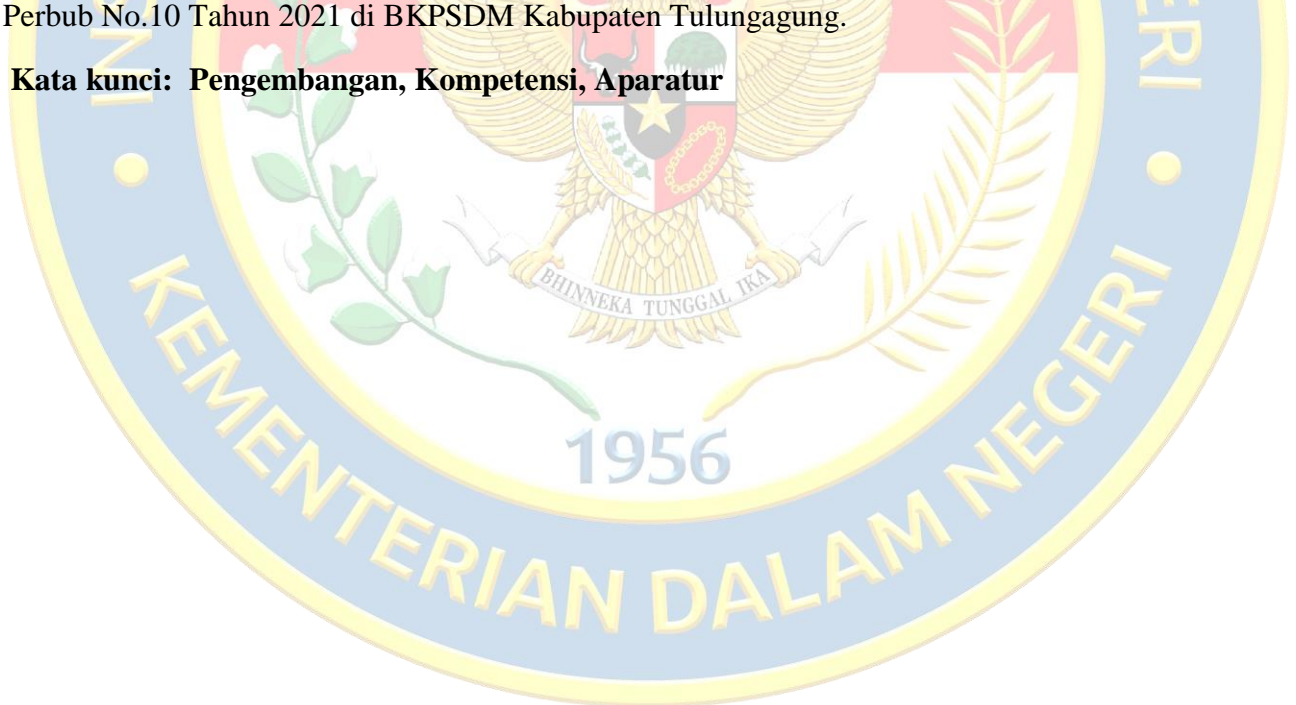 Perbub No.10 Tahun 2021 di BKPSDM Kabupaten Tulungagung.
Kata kunci: Pengembangan, Kompetensi, Aparatur
BHINNEKA TUNGGAL IKA
1956
KEMENTERIAN DALAM NEGERI